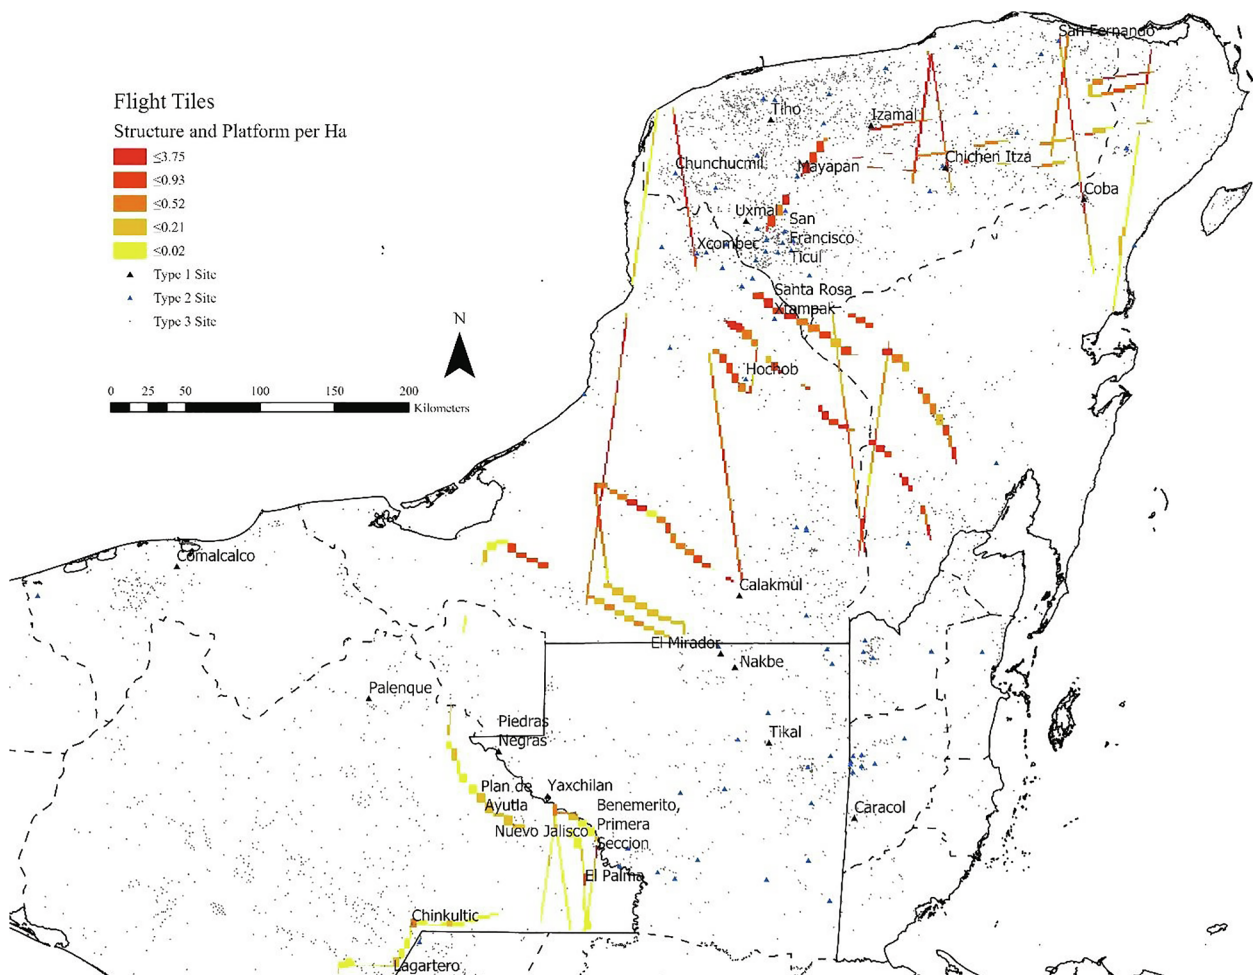 San Fernando
Flight Tiles
Structure and Platform per Ha
≤3.75
≤0.93
≤0.52
≤0.21
≤0.02
Type 1 Site
Type 2 Site
Type 3 Site
Tiho
Izamal
Chunchucmil
Mayapan
Chichen Itza
Coba
Uxmal
San
Francisco
Ticul
Xcombec
Santa Rosa
Xtampak
N
0 25 50 100 150 200
Kilometers
Hochob
Comalcalco
Calakmul
El Mirador
Nakbe
Palenque
Piedras
Negras
Tikal
Plan de
Ayutla
Yaxchilan
Nuevo Jalisco
Benemerito,
Primera
Seccion
Caracol
El Palma
Chinkultic
Lagartero